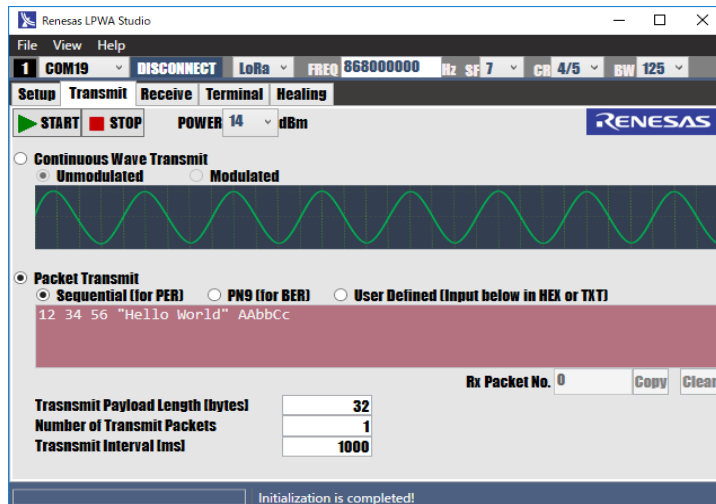 Renesas LPWA Studio
File View Help
1 COM19 DISCONNECT LoRa FREQ 868000000 Hz SF 7 CR 4/5 BW 125
Setup Transmit Receive Terminal Healing
START STOP POWER 14 dBm RENESAS
Continuous Wave Transmit
Unmodulated Modulated
Packet Transmit
Sequential (for PER) PN9 (for BER) User Defined (Input below in HEX or TXT)
12 34 56 "Hello World" AAbbCc
Rx Packet No. 0 Copy Clear
Trasnsmit Payload Length [bytes] 32
Number of Transmit Packets 1
Trasnsmit Interval [ms] 1000
Initialization is completed!